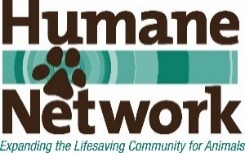 Humane
Network
Expanding the Lifesaving Community for Animals